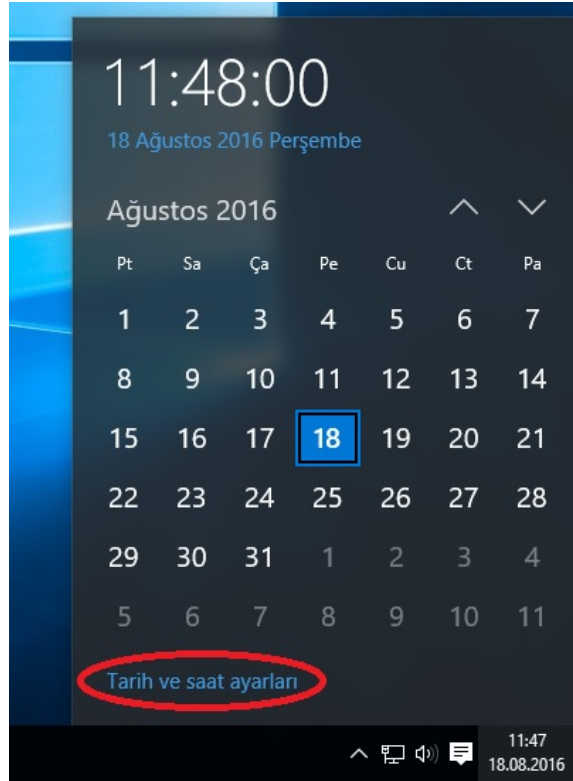 11:48:00
18 Ağustos 2016 Perşembe
Ağustos 2016
Pt Sa Ça Pe Cu Ct Pa
1 2 3 4 5 6 7
8 9 10 11 12 13 14
15 16 17 18 19 20 21
22 23 24 25 26 27 28
29 30 31 1 2 3 4
5 6 7 8 9 10 11
Tarih ve saat ayarları
11:47
18.08.2016